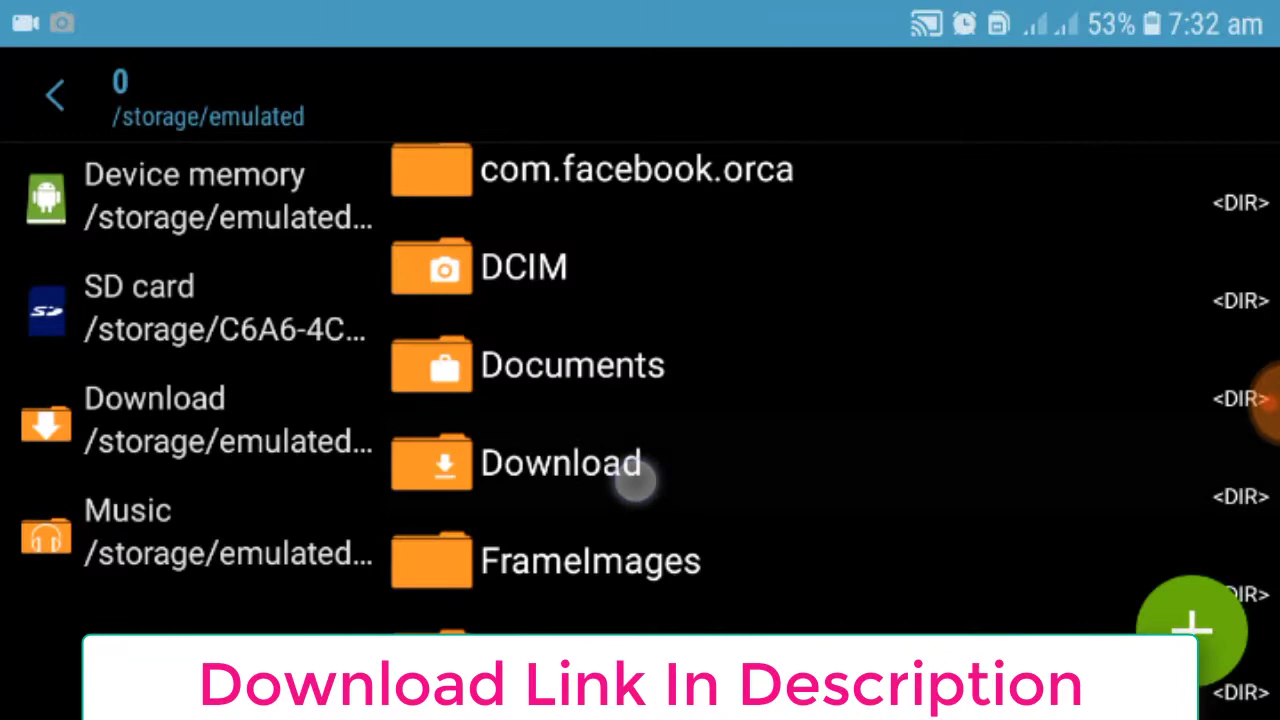 53% 7:32 am
0
/storage/emulated
Device memory
/storage/emulated...
SD card
/storage/C6A6-4C...
Download
/storage/emulated...
Music
/storage/emulated...
com.facebook.orca
<DIR>
DCIM
<DIR>
Documents
<DIR>
Download
<DIR>
FrameImages
<DIR>
<DIR>
Download Link In Description